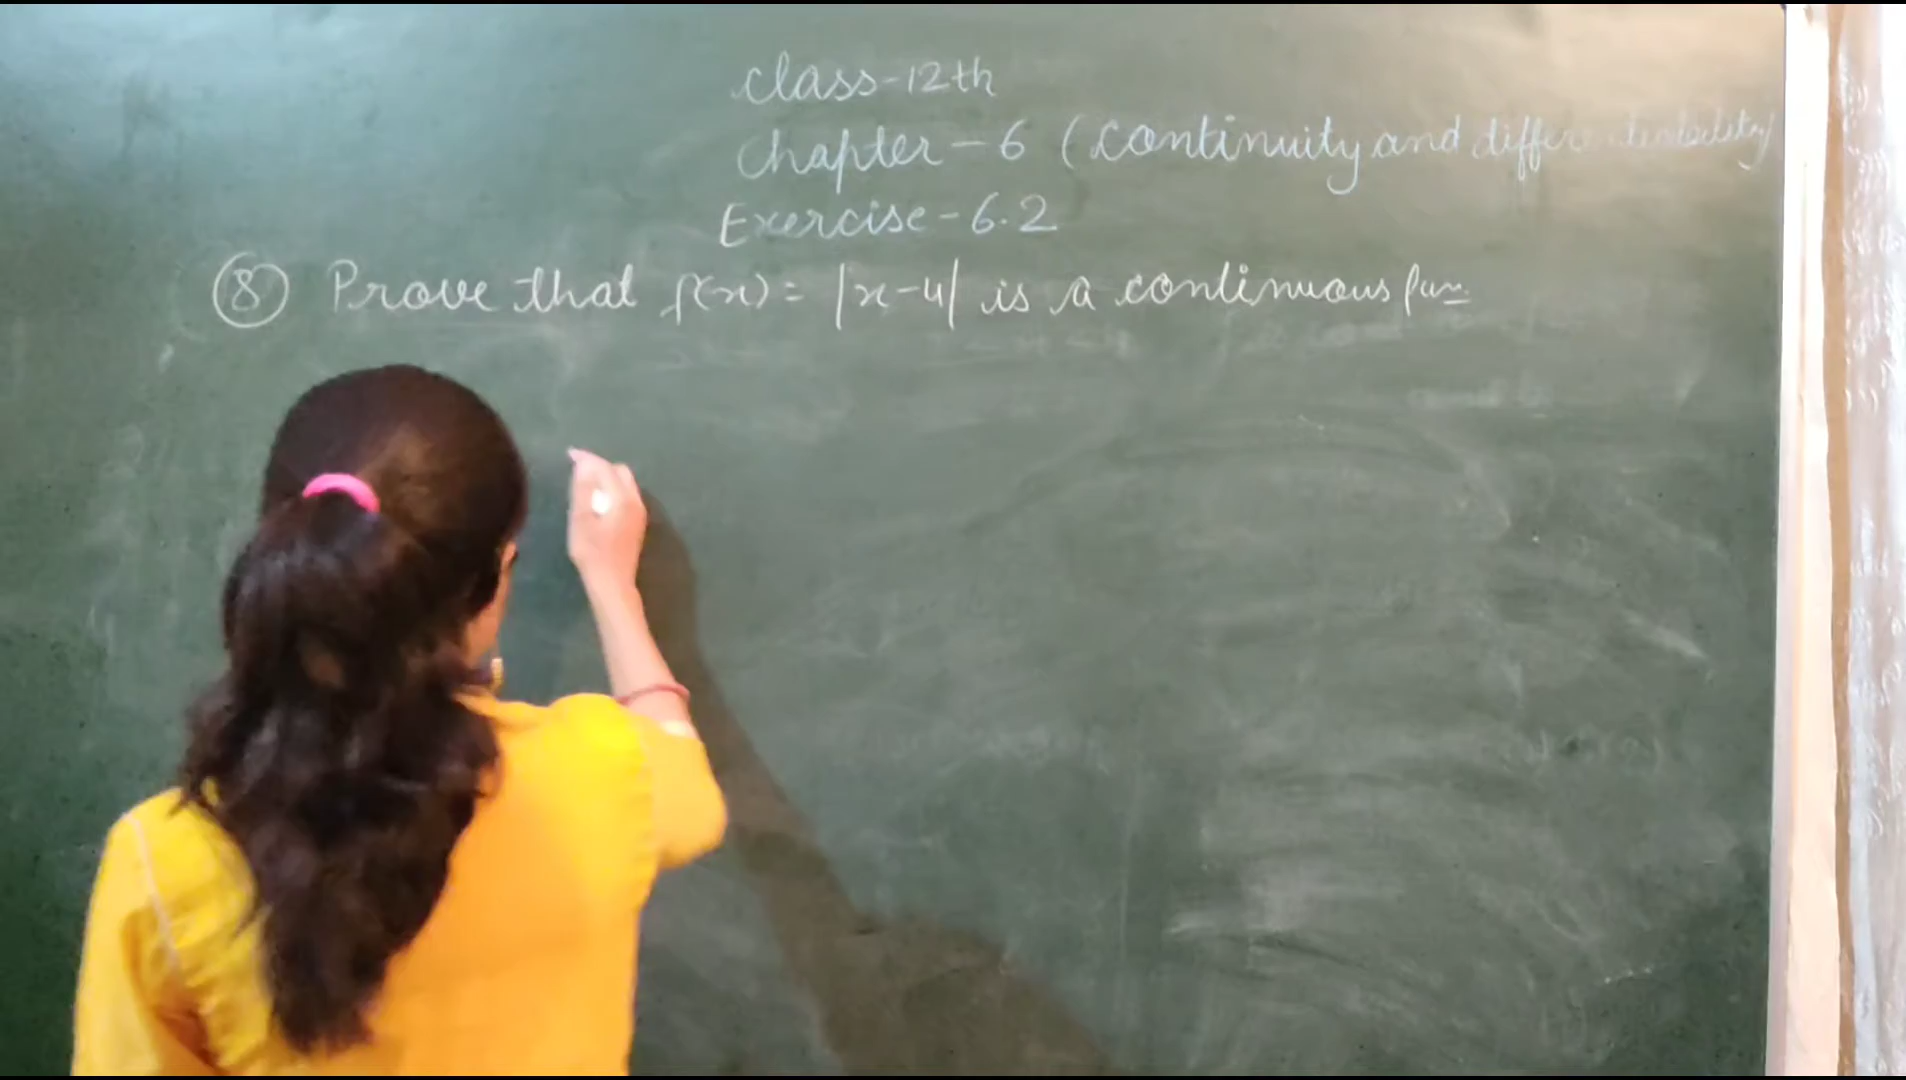 Class-12th
Chapter-6 (Continuity and differentiability)
Exercise-6.2
⑧ Prove that f(x) = |x-4| is a continuous fun